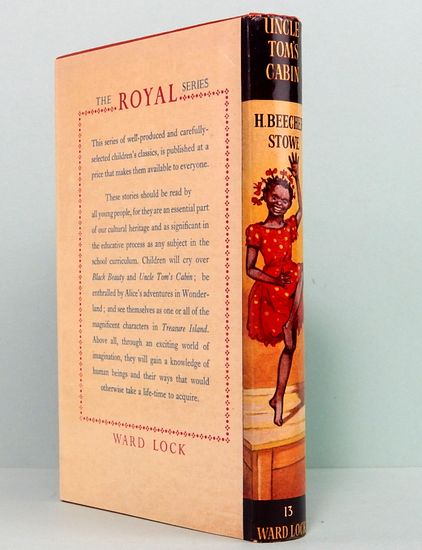 THE ROYAL SERIES
This series of well-produced and carefully-
selected children's classics, is published at a
price that makes them available to everyone.
These stories should be read by
all young people, for they are an essential part
of our cultural heritage and as significant in
the educative process as any subject in the
school curriculum. Children will cry over
Black Beauty and Uncle Tom's Cabin; be
enthralled by Alice's adventures in Wonder-
land; and see themselves as one or all of the
magnificent characters in Treasure Island.
Above all, through an exciting world of
imagination, they will gain a knowledge of
human beings and their ways that would
otherwise take a life-time to acquire.
WARD LOCK
UNCLE
TOM'S
CABIN
H. BEECHER
STOWE
13
WARD LOCK